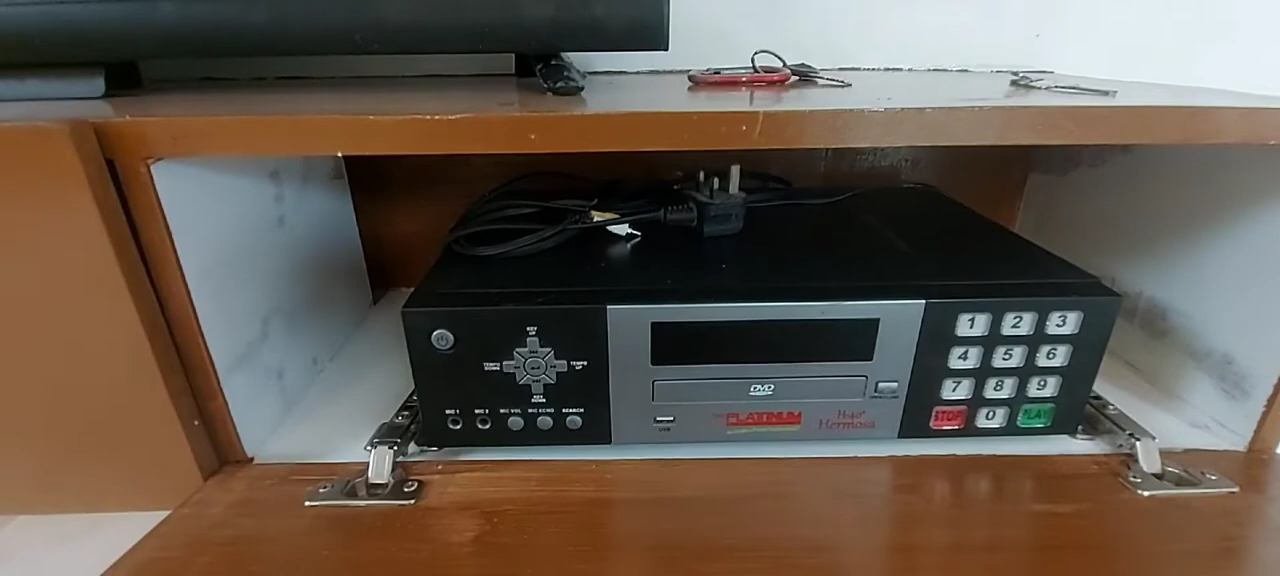 KEY
UP
TEMPO
DOWN
TEMPO
UP
KEY
DOWN
MIC 1
MIC 2
MIC VOL
MIC ECHO
SEARCH
DVD
USB
PLATINUM
H-40
Hermosa
1 2 3
4 5 6
7 8 9
STOP 0 PLAY